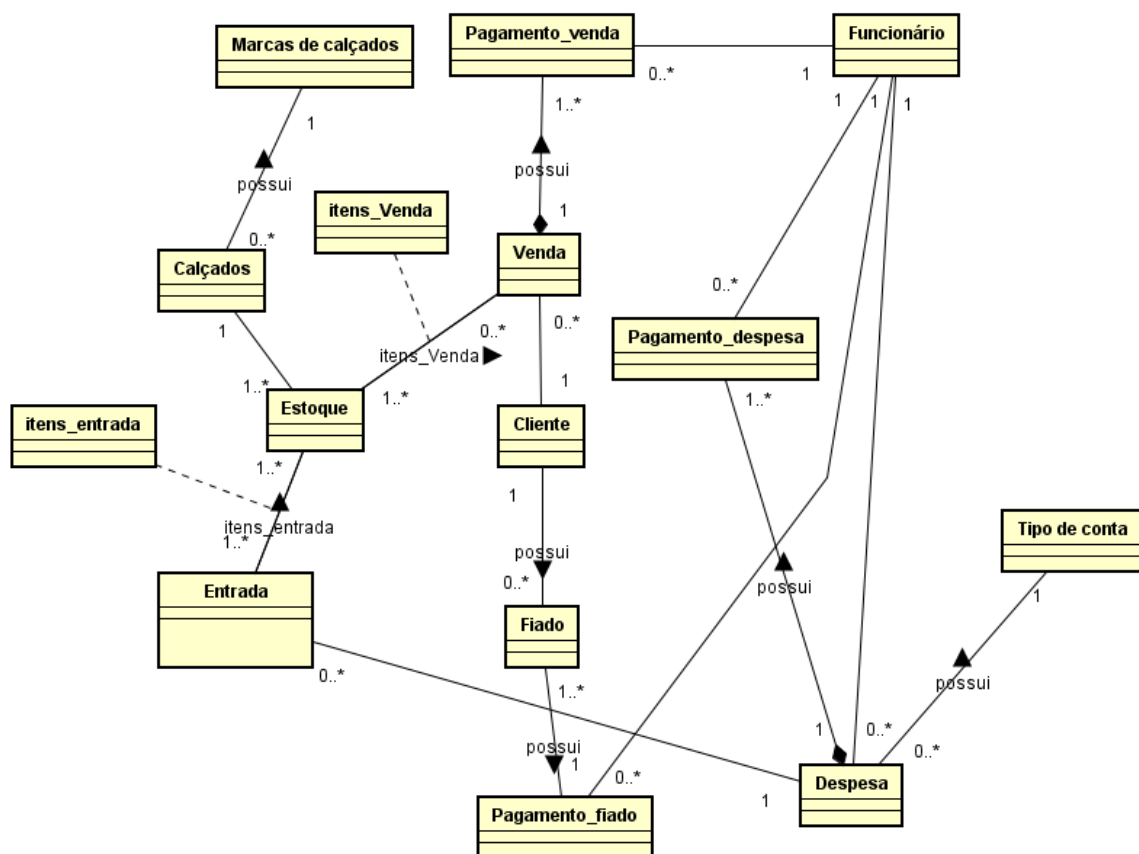 Pagamento_venda
Funcionário
Marcas de calçados
0..*
1
1..*
1
1
1
1
possui
possui
itens_Venda
1
0..*
Calçados
Venda
0..*
1
0..*
0..*
Pagamento_despesa
itens_Venda
1..*
1..*
1
1..*
Estoque
Cliente
itens_entrada
1..*
1
itens_entrada
1..*
Tipo de conta
possui
0..*
possui
1
Entrada
Fiado
0..*
1..*
possui
possui
1
1
0..*
0..*
0..*
Despesa
1
Pagamento_fiado